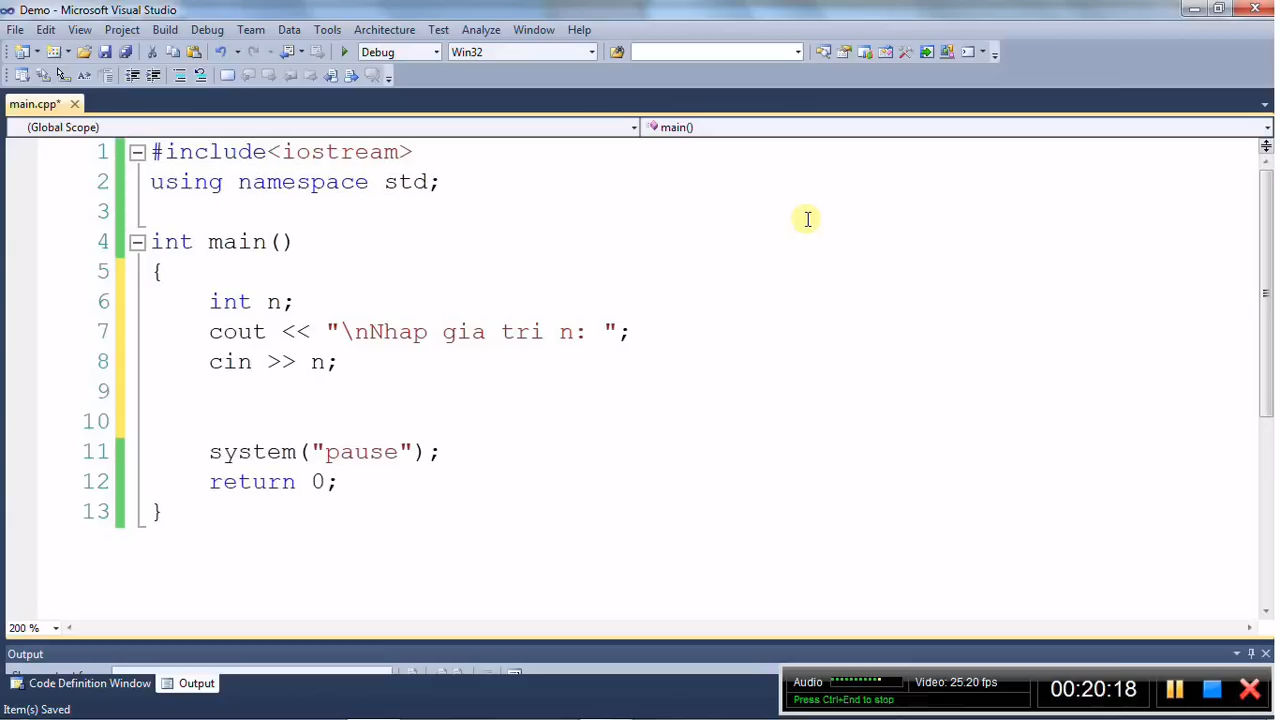 Demo - Microsoft Visual Studio
File Edit View Project Build Debug Team Data Tools Architecture Test Analyze Window Help
Debug Win32
main.cpp*
(Global Scope) main()
1 #include<iostream>
2 using namespace std;
3
4 int main()
5 {
6 int n;
7 cout << "\nNhap gia tri n: ";
8 cin >> n;
9
10
11 system("pause");
12 return 0;
13 }
200 %
Output
Code Definition Window Output
Audio Video: 25.20 fps 00:20:18
Press Ctrl+End to stop
Item(s) Saved